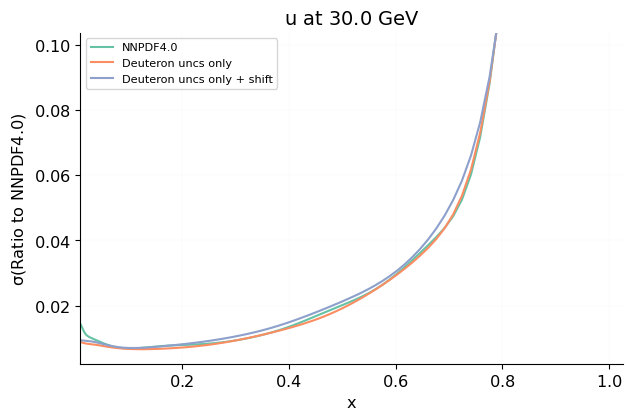 u at 30.0 GeV
NNPDF4.0
Deuteron uncs only
Deuteron uncs only + shift
σ(Ratio to NNPDF4.0)
0.10
0.08
0.06
0.04
0.02
0.2 0.4 0.6 0.8 1.0
x